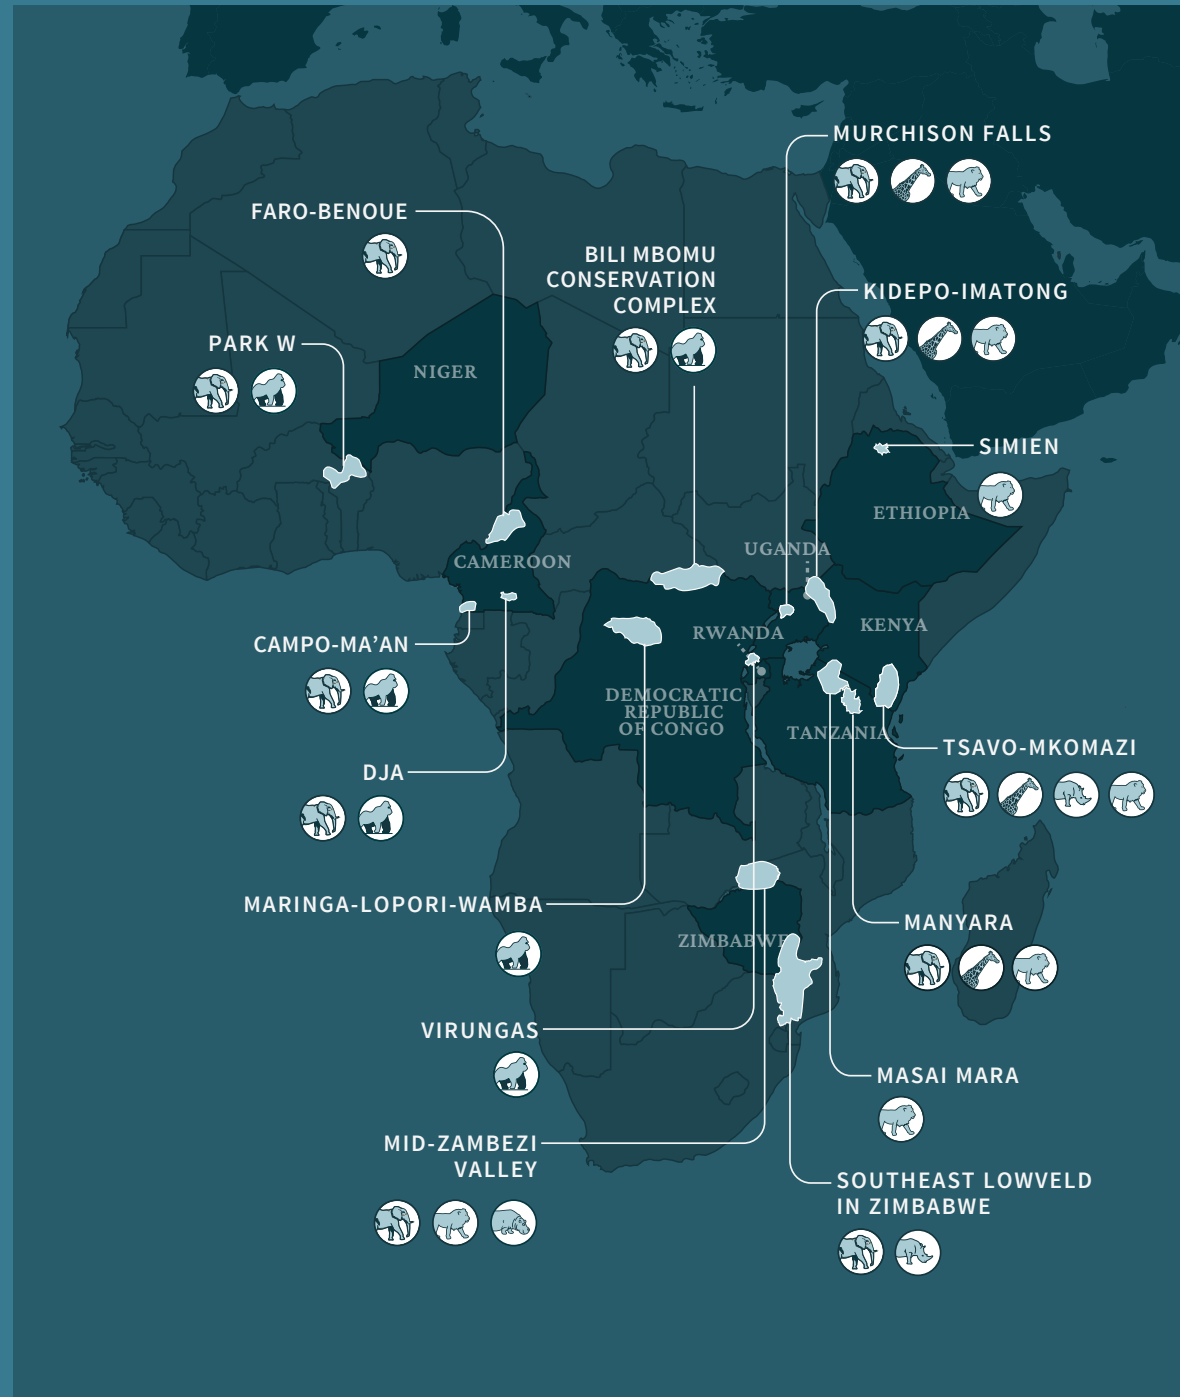 MURCHISON FALLS
FARO-BENOUE
BILI MBOMU
CONSERVATION
COMPLEX
KIDEPO-IMATONG
PARK W
NIGER
SIMIEN
ETHIOPIA
UGANDA
CAMEROON
KENYA
RWANDA
CAMPO-MA’AN
DEMOCRATIC
REPUBLIC
OF CONGO
TANZANIA
TSAVO-MKOMAZI
DJA
MARINGA-LOPORI-WAMBA
MANYARA
ZIMBABWE
VIRUNGAS
MASAI MARA
MID-ZAMBEZI
VALLEY
SOUTHEAST LOWVELD
IN ZIMBABWE